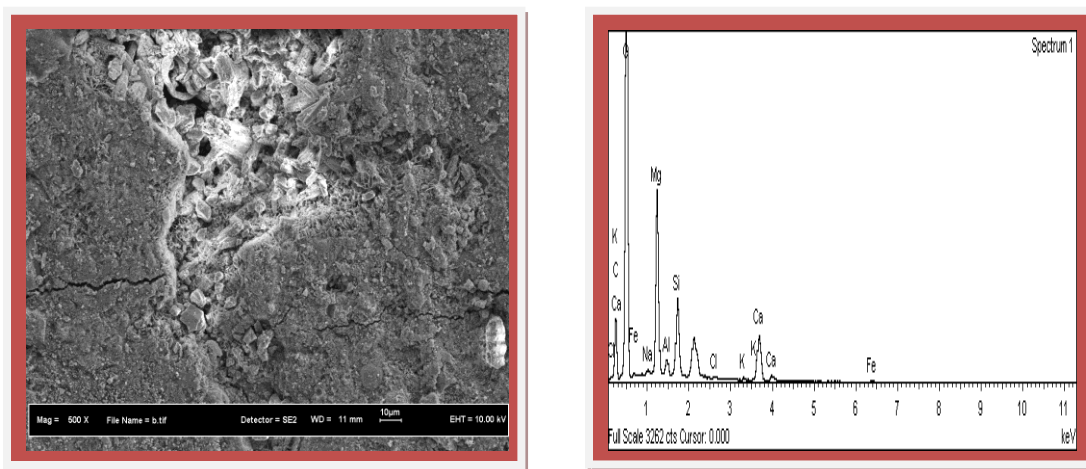 Mag = 500 X File Name = b.tif Detector = SE2 WD = 11 mm 10µm EHT = 10.00 kV
Spectrum 1
O
Mg
K
C
Ca
Si
Fe
Cl
Na
Al
Cl
K
K
Ca
Ca
Fe
1 2 3 4 5 6 7 8 9 10 11
Full Scale 3262 cts Cursor: 0.000 keV